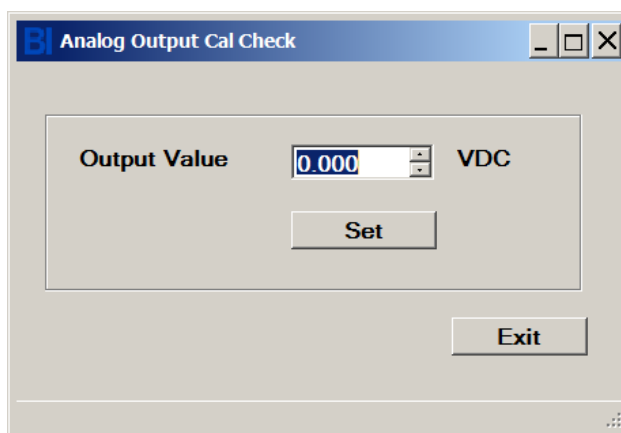 BI Analog Output Cal Check
Output Value 0.000 VDC
Set
Exit